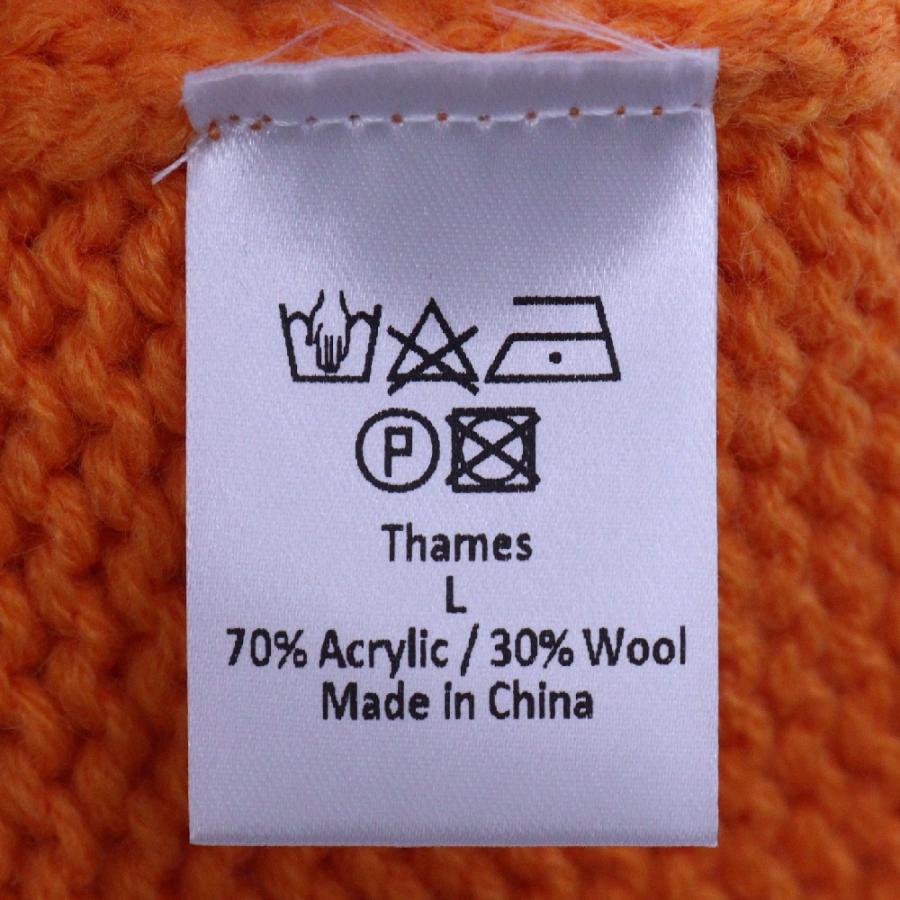 P
Thames
L
70% Acrylic / 30% Wool
Made in China